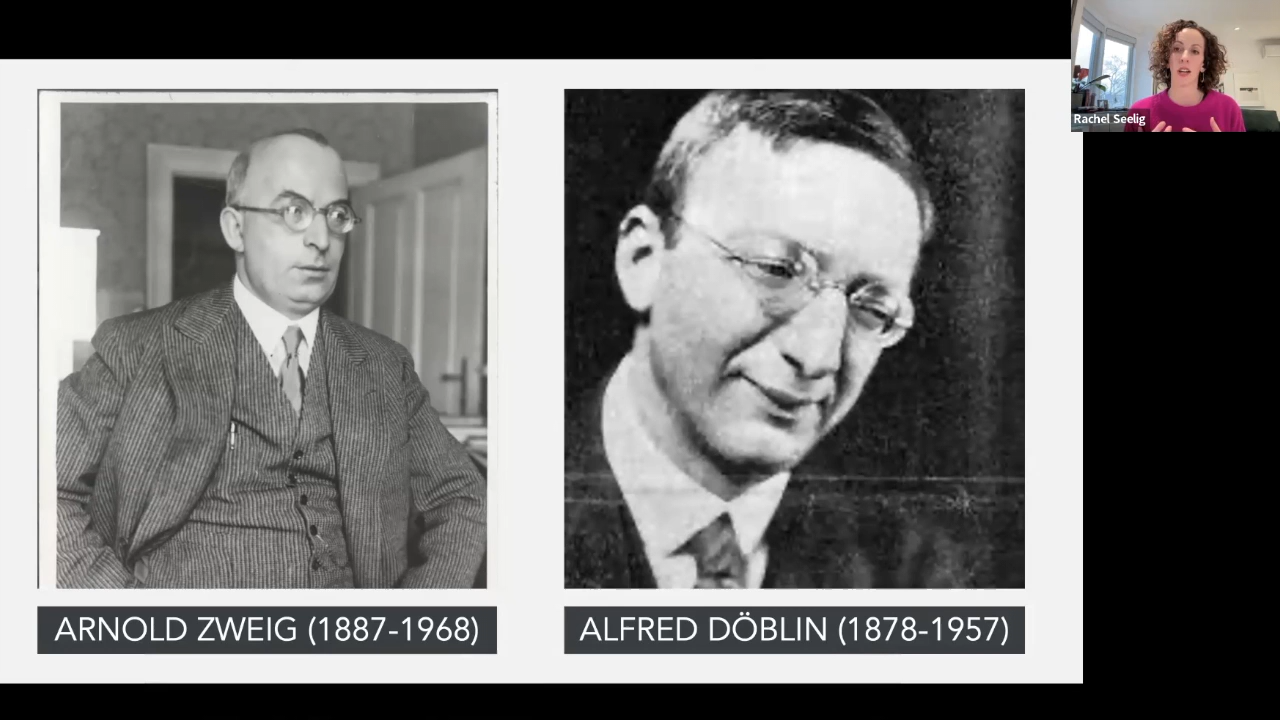 Rachel Seelig
ARNOLD ZWEIG (1887-1968)
ALFRED DÖBLIN (1878-1957)